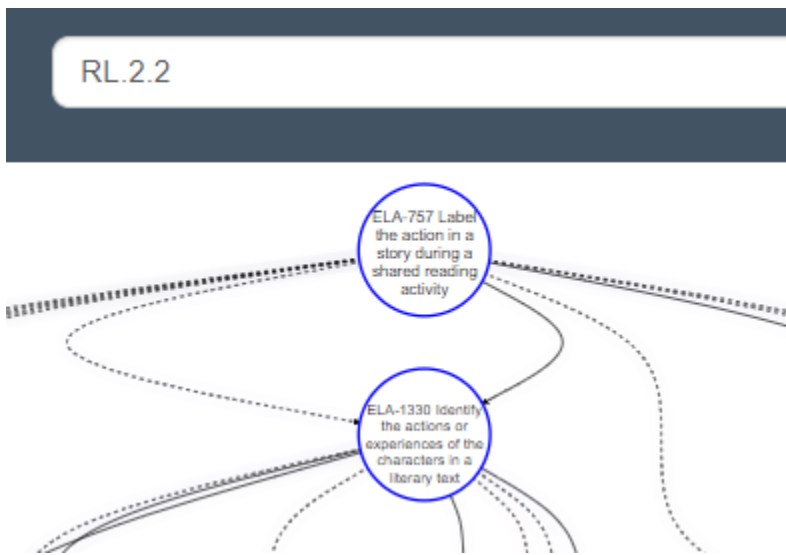 RL.2.2
ELA-757 Label
the action in a
story during a
shared reading
activity
ELA-1330 Identify
the actions or
experiences of the
characters in a
literary text